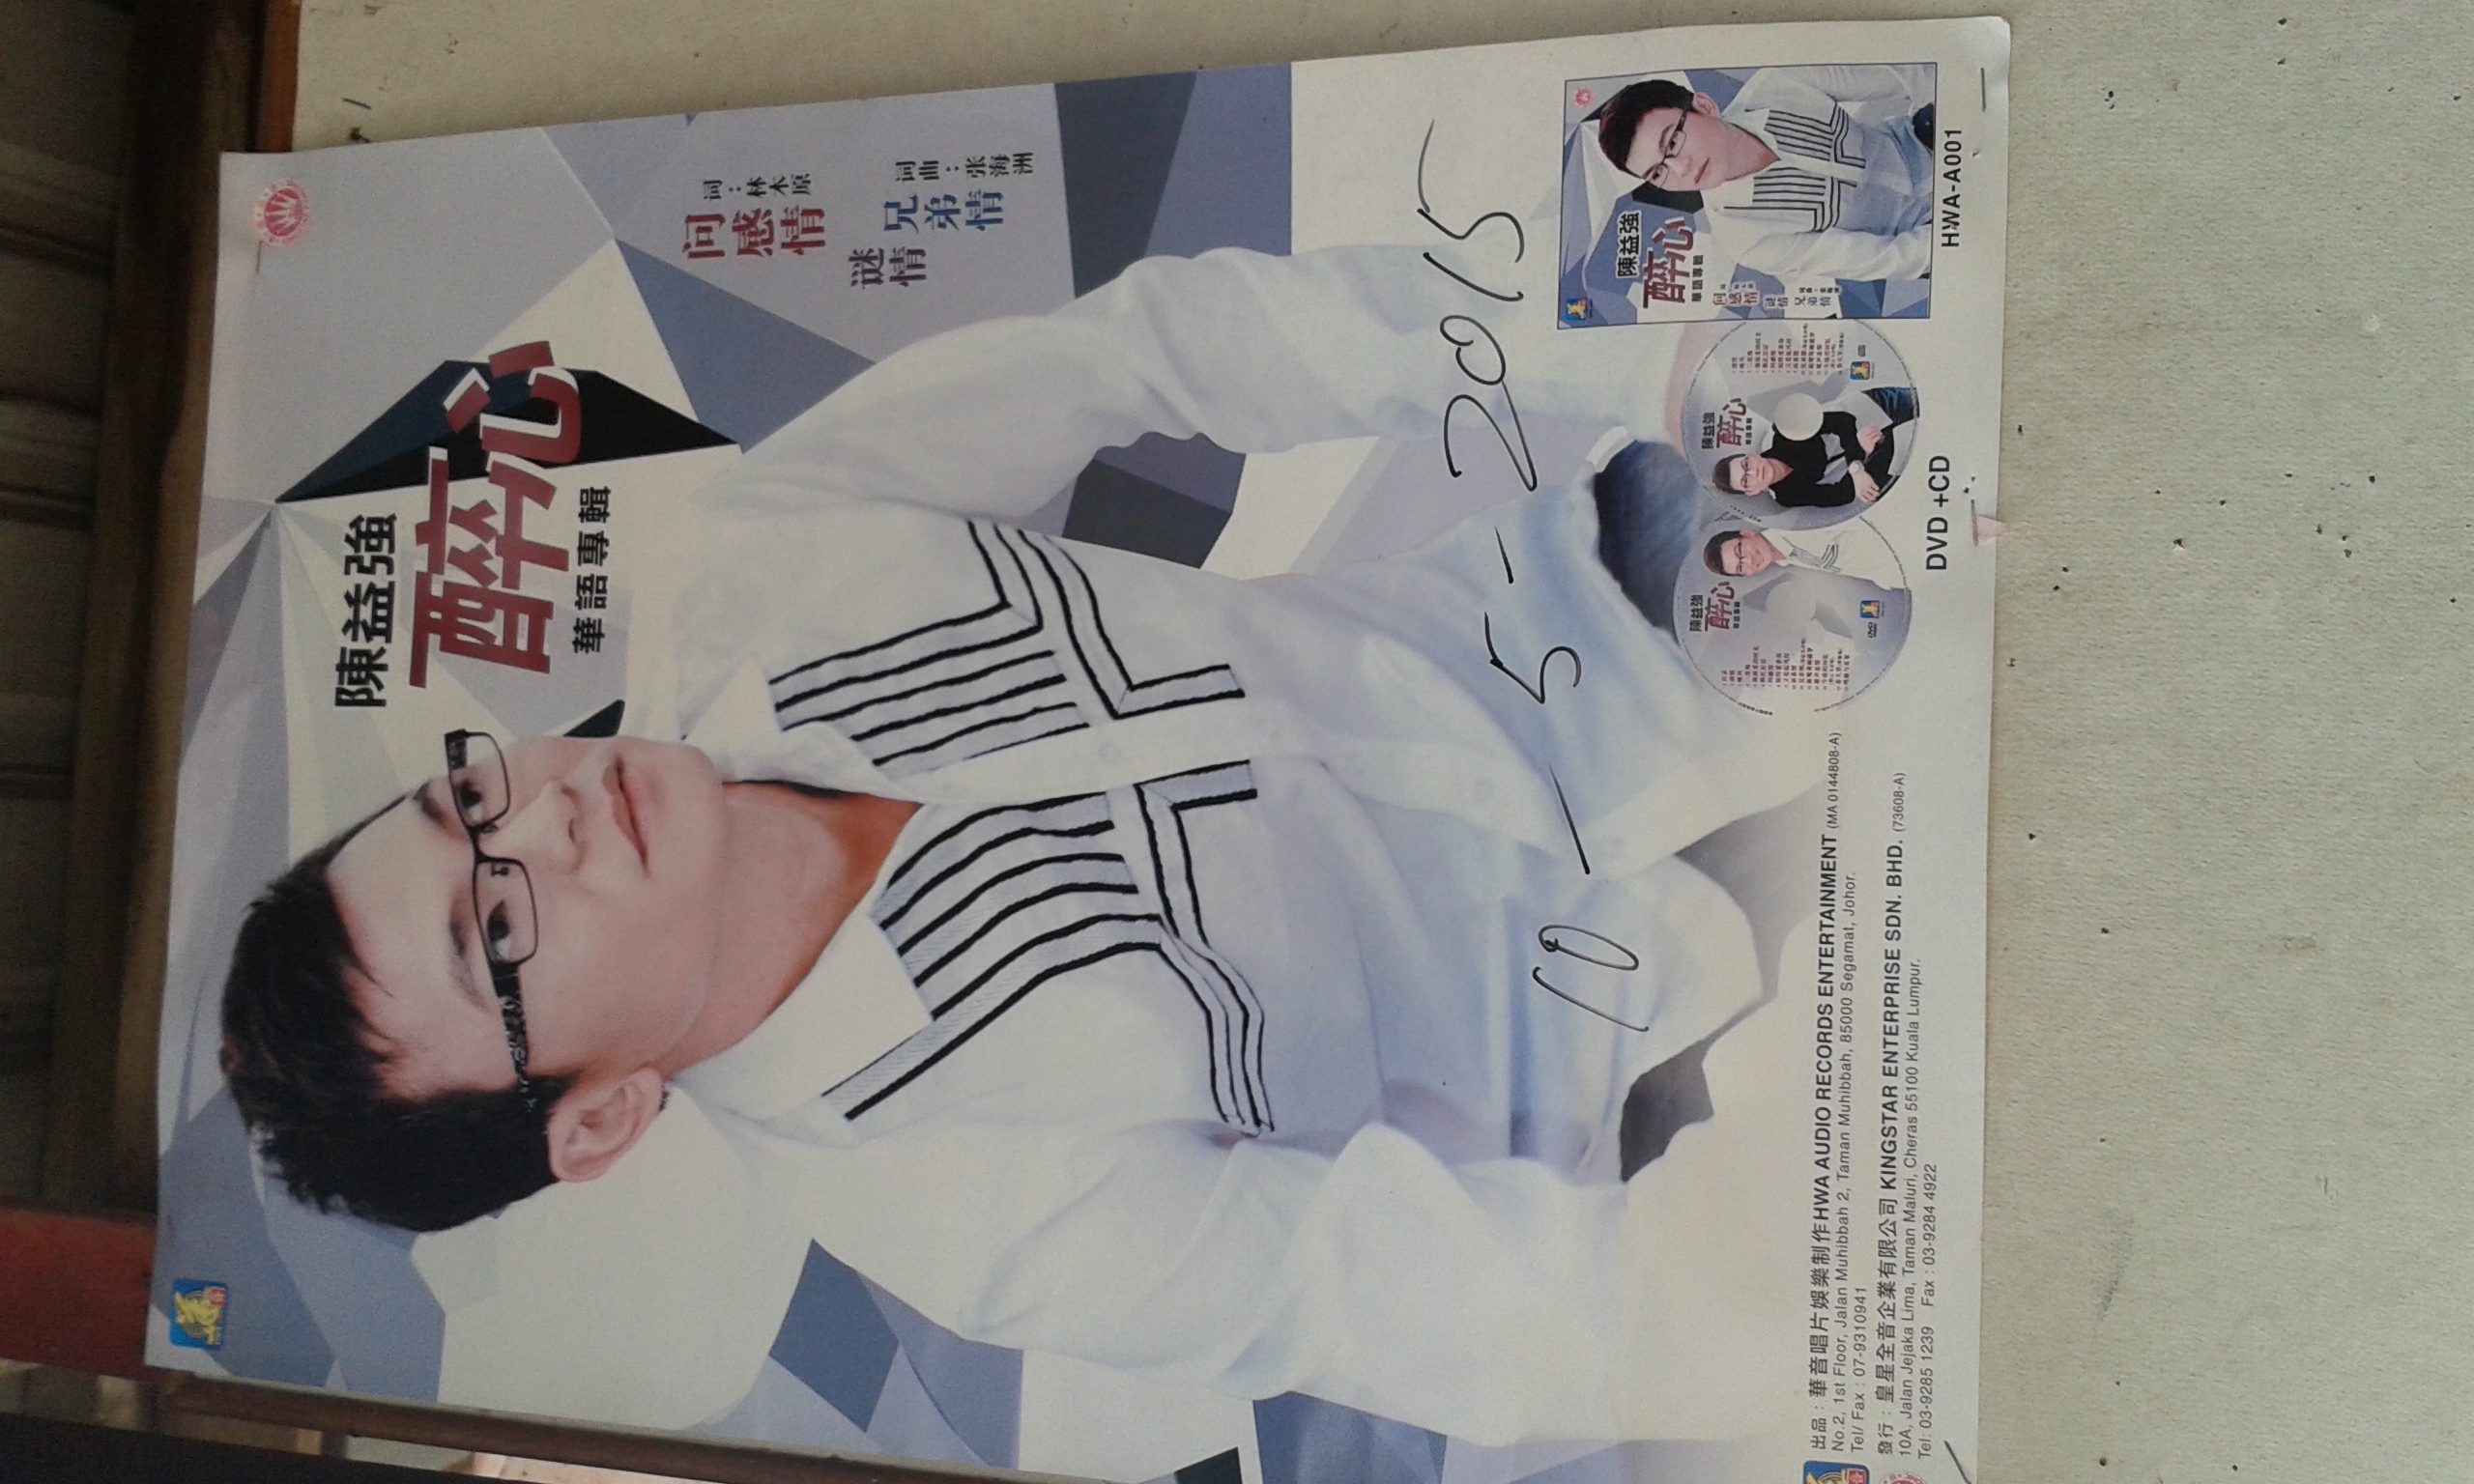 陳益強
醉心
華語專輯
问感情
词：林木原
谜情
兄弟情
词曲：张海洲
10-5-2015
陳益強
醉心
華語專輯
陳益強
醉心
華語專輯
陳益強
醉心
華語專輯
问感情
谜情
兄弟情
出品：華音唱片娛樂制作HWA AUDIO RECORDS ENTERTAINMENT (MA 0144808-A)
No.2, 1st Floor, Jalan Muhibbah 2, Taman Muhibbah, 85000 Segamat, Johor.
Tel/ Fax : 07-9310941
發行：皇星全音企業有限公司 KINGSTAR ENTERPRISE SDN. BHD. (73608-A)
10A, Jalan Jejaka Lima, Taman Maluri, Cheras 55100 Kuala Lumpur.
Tel: 03-9285 1239 Fax : 03-9284 4922
DVD +CD
HWA-A001